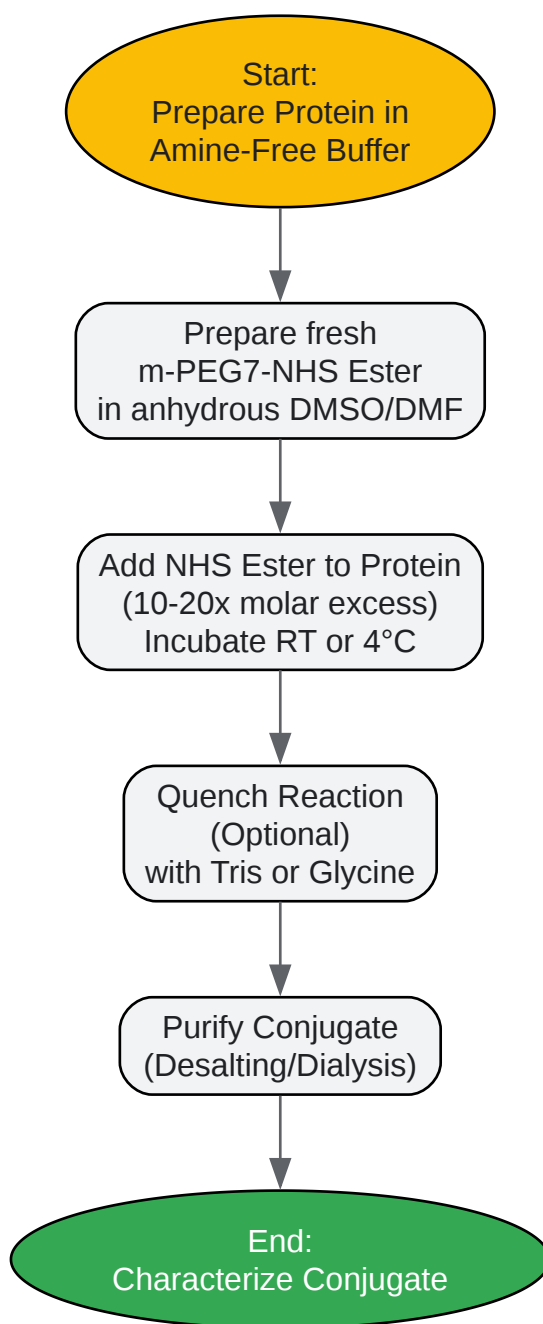 Start:
Prepare Protein in
Amine-Free Buffer
Prepare fresh
m-PEG7-NHS Ester
in anhydrous DMSO/DMF
Add NHS Ester to Protein
(10-20x molar excess)
Incubate RT or 4°C
Quench Reaction
(Optional)
with Tris or Glycine
Purify Conjugate
(Desalting/Dialysis)
End:
Characterize Conjugate